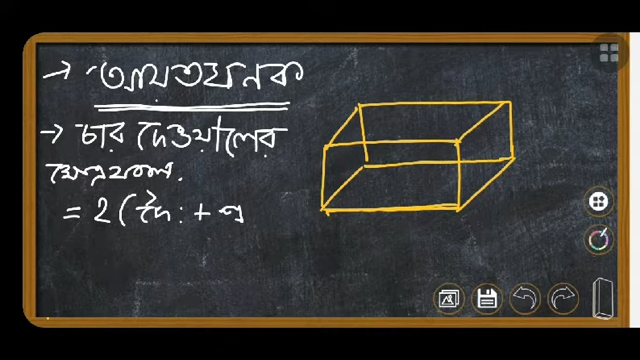 → আয়তঘনক
→ চার দেওয়ালের
ক্ষেত্রফল.
= 2 ( দৈ: + প্র